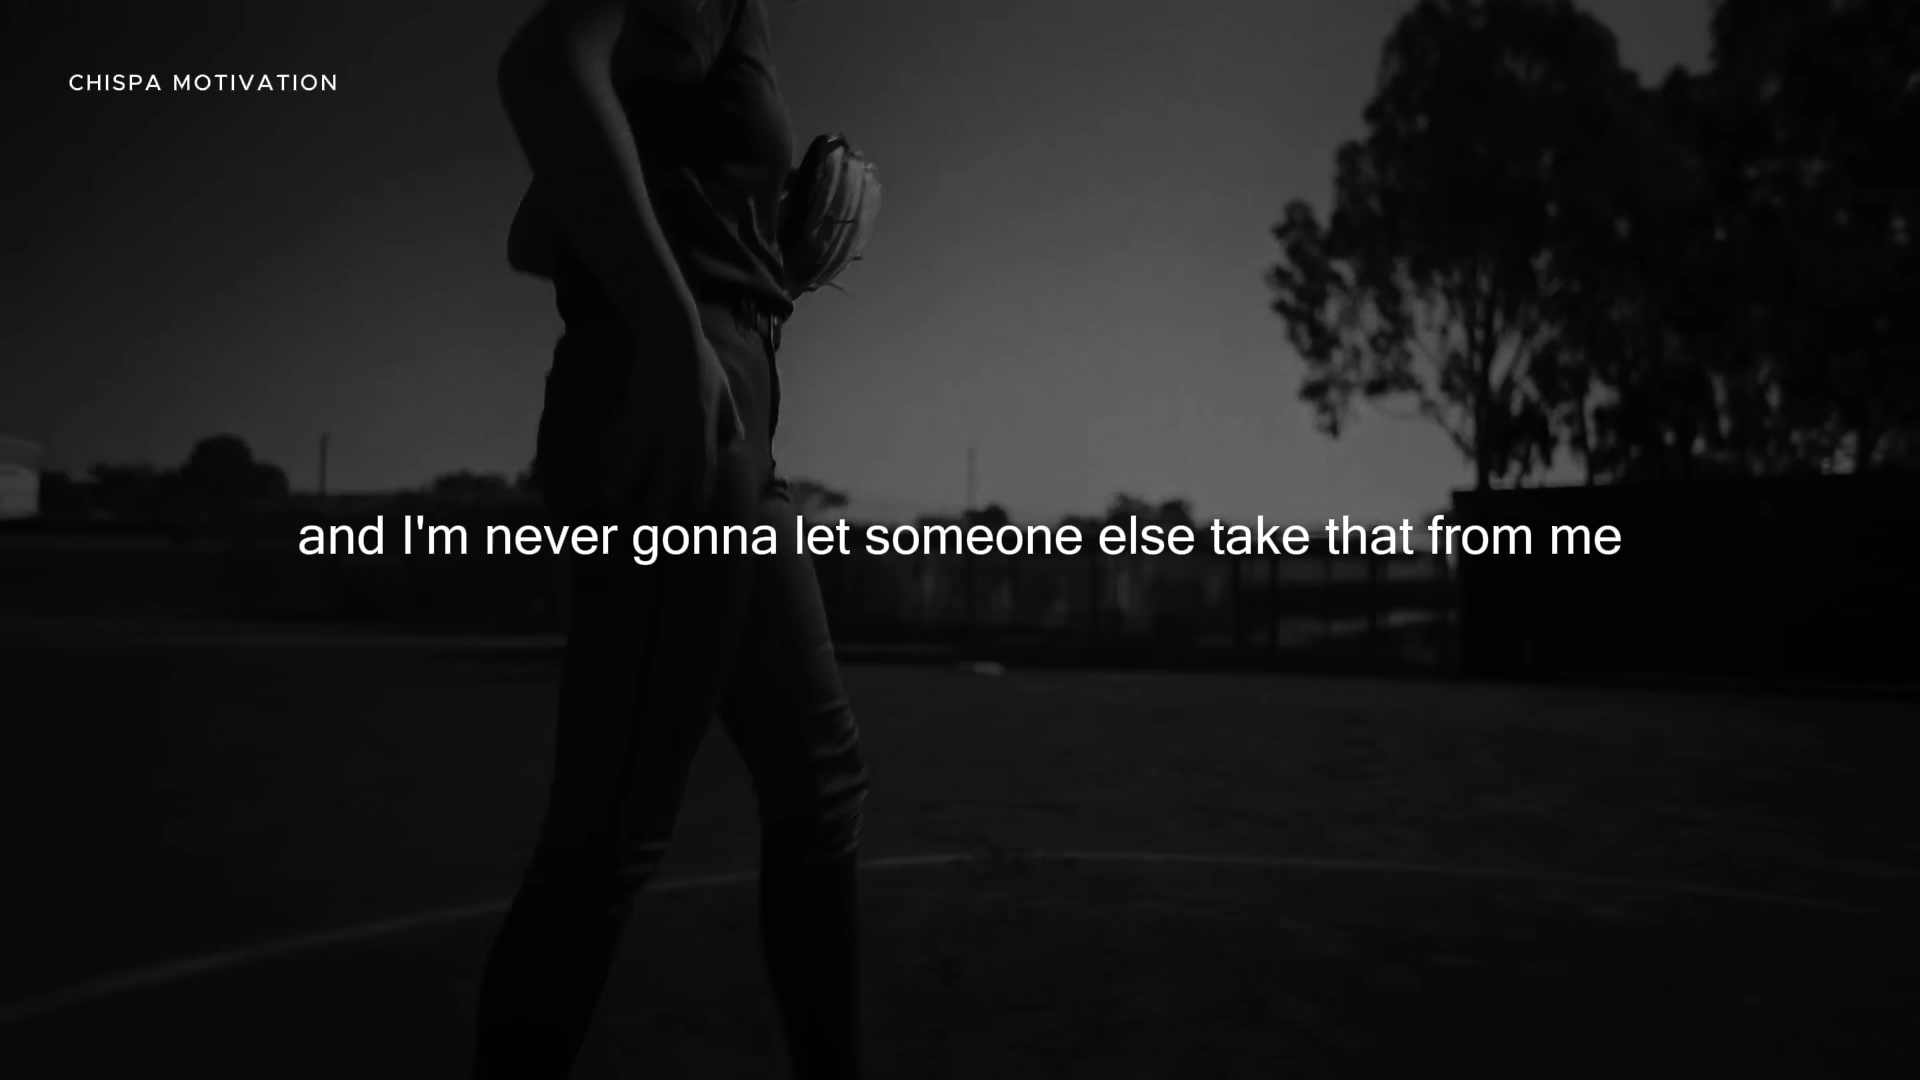 CHISPA MOTIVATION
and I'm never gonna let someone else take that from me